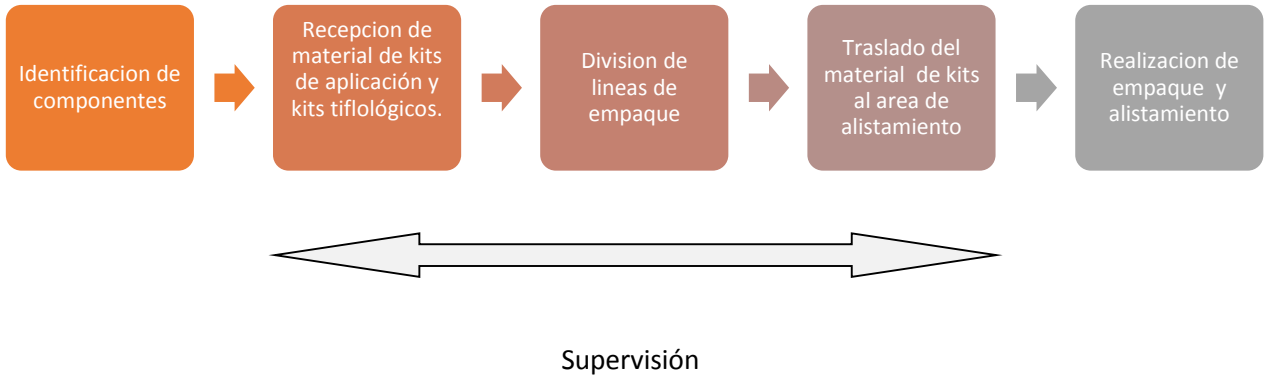 Identificacion de
componentes
Recepcion de
material de kits
de aplicación y
kits tiflológicos.
Division de
lineas de
empaque
Traslado del
material de kits
al area de
alistamiento
Realizacion de
empaque y
alistamiento
Supervisión